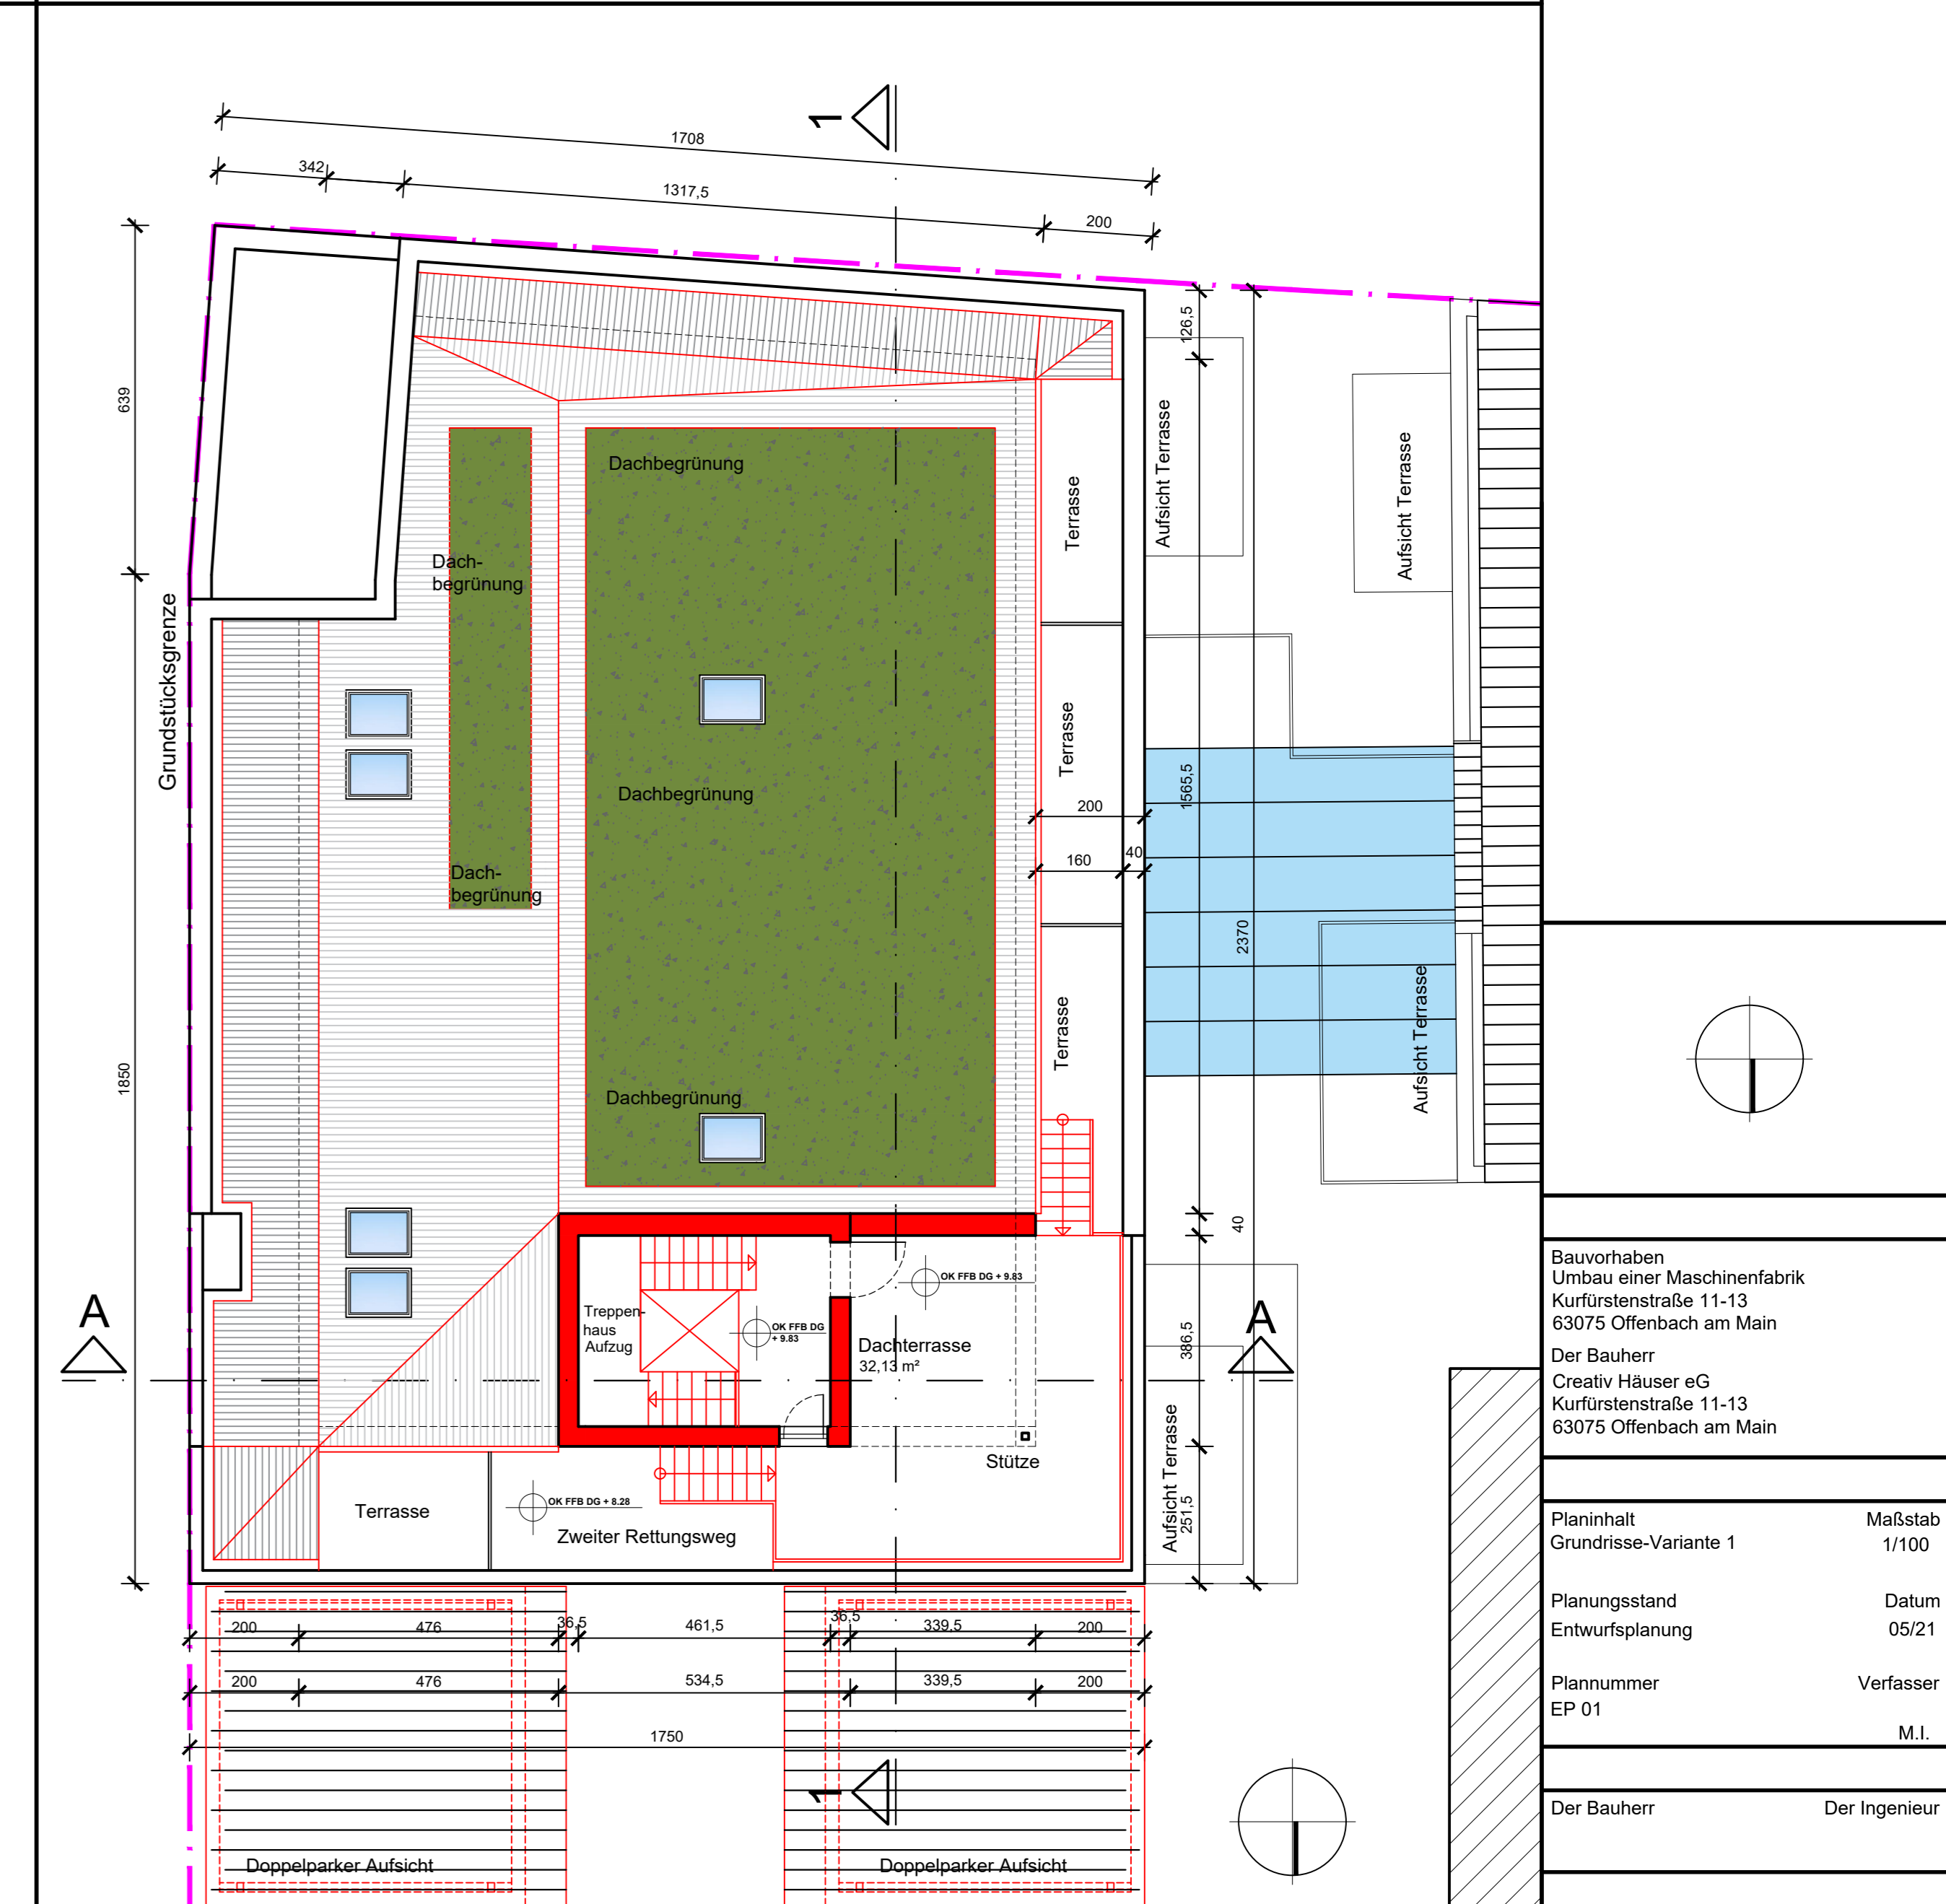 1708
1
342
1317,5
200
126,5
639
Aufsicht Terrasse
Aufsicht Terrasse
Dachbegrünung
Terrasse
Dach-
begrünung
Grundstücksgrenze
Terrasse
1565,5
Dachbegrünung
200
160
40
Dach-
begrünung
2370
Terrasse
Aufsicht Terrasse
1850
Dachbegrünung
40
OK FFB DG + 9.83
A
Treppen-
haus
Aufzug
OK FFB DG
+ 9.83
Dachterrasse
32,13 m²
386,5
A
Stütze
Aufsicht Terrasse
251,5
Terrasse
OK FFB DG + 8.28
Zweiter Rettungsweg
200
476
36,5
461,5
36,5
339,5
200
200
476
534,5
339,5
200
1750
1
Doppelparker Aufsicht
Doppelparker Aufsicht
Bauvorhaben
Umbau einer Maschinenfabrik
Kurfürstenstraße 11-13
63075 Offenbach am Main
Der Bauherr
Creativ Häuser eG
Kurfürstenstraße 11-13
63075 Offenbach am Main
Planinhalt Maßstab
Grundrisse-Variante 1 1/100
Planungsstand Datum
Entwurfsplanung 05/21
Plannummer Verfasser
EP 01
M.I.
Der Bauherr Der Ingenieur